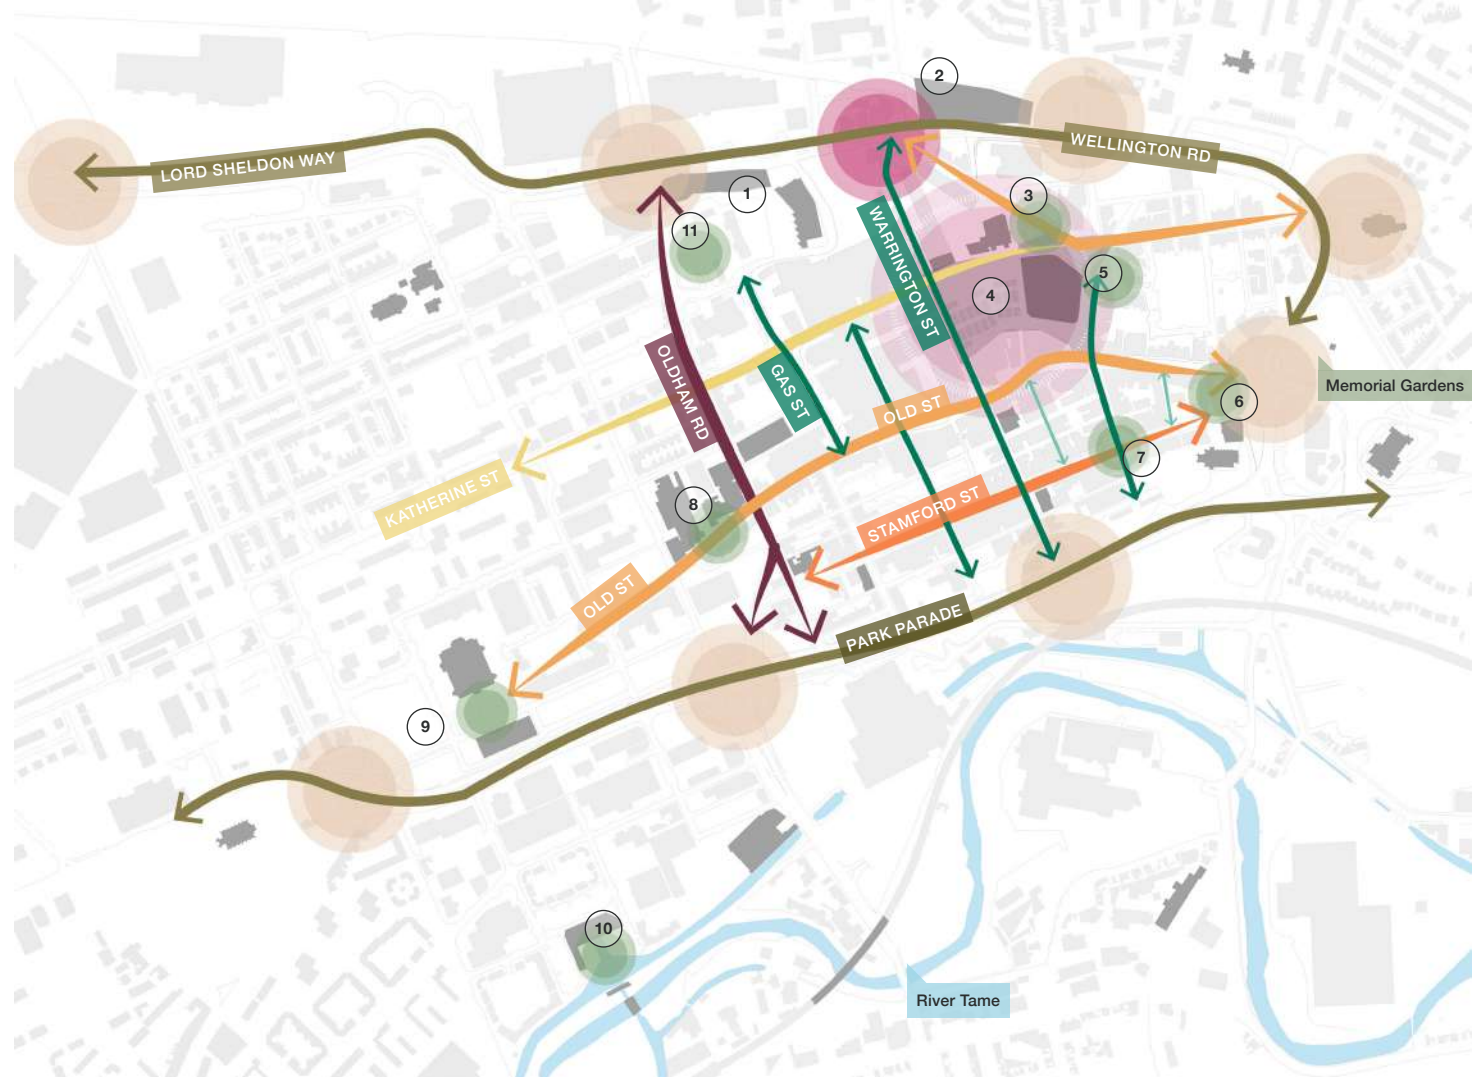 2
WELLINGTON RD
LORD SHELDON WAY
1
3
11
WARRINGTON ST
5
4
OLDHAM RD
GAS ST
Memorial Gardens
6
OLD ST
7
KATHERINE ST
8
STAMFORD ST
OLD ST
PARK PARADE
9
10
River Tame